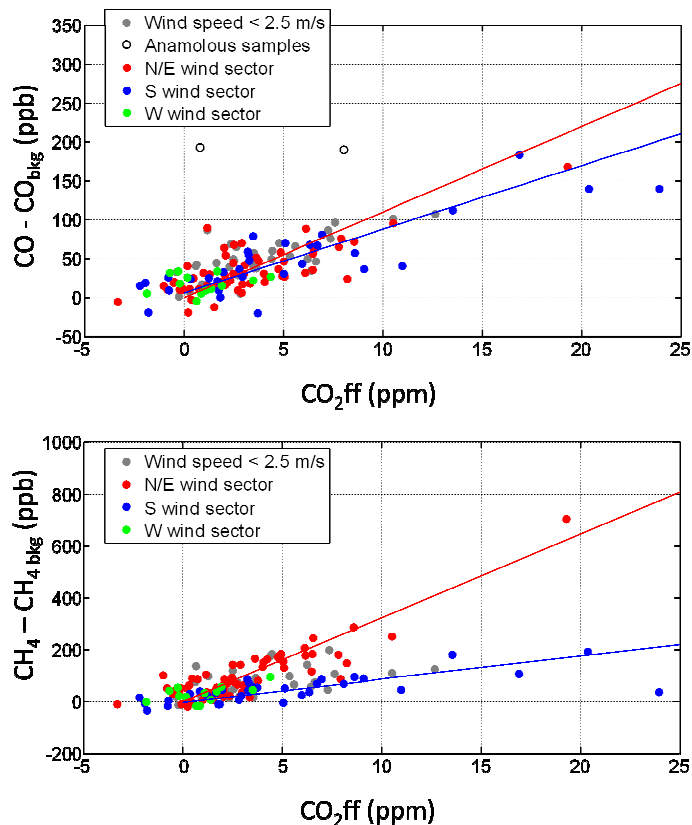 350
300
250
200
150
100
50
0
-50
CO - CObkg (ppb)
Wind speed < 2.5 m/s
Anamolous samples
N/E wind sector
S wind sector
W wind sector
-5 0 5 10 15 20 25
CO2ff (ppm)
1000
800
600
400
200
0
-200
CH4 – CH4 bkg (ppb)
Wind speed < 2.5 m/s
N/E wind sector
S wind sector
W wind sector
-5 0 5 10 15 20 25
CO2ff (ppm)